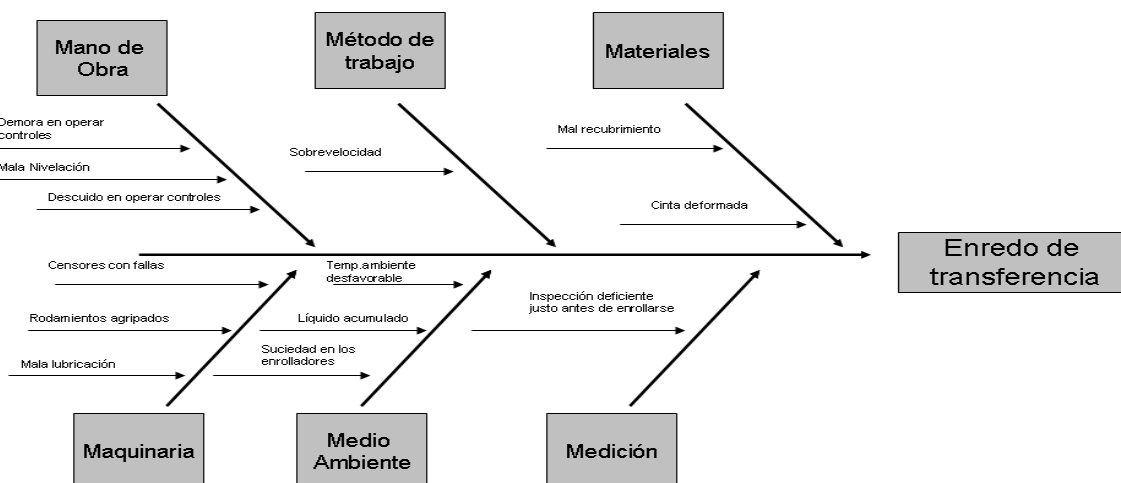 Mano de
Obra
Método de
trabajo
Materiales
Demora en operar
controles
Mala Nivelación
Descuido en operar controles
Sobrevelocidad
Mal recubrimiento
Cinta deformada
Enredo de
transferencia
Censores con fallas
Rodamientos agripados
Mala lubricación
Temp.ambiente
desfavorable
Líquido acumulado
Suciedad en los
enrolladores
Inspección deficiente
justo antes de enrollarse
Maquinaria
Medio
Ambiente
Medición